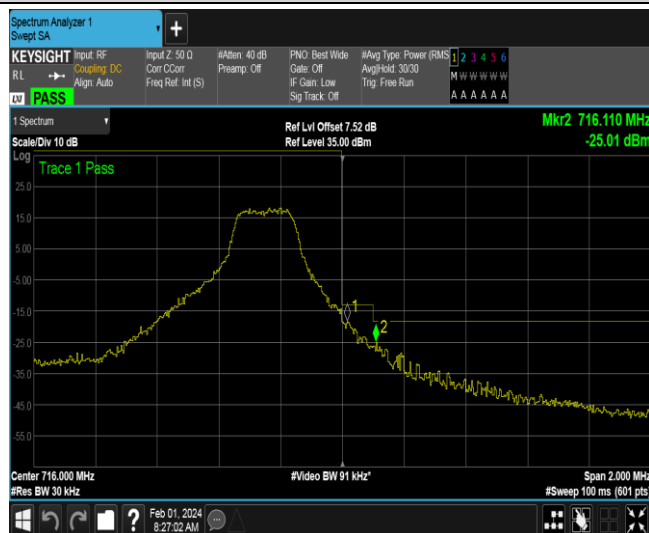 Spectrum Analyzer 1
Swept SA
+
KEYSIGHT
RL
LXI
PASS
Input: RF
Coupling: DC
Align: Auto
Input Z: 50 Ω
Corr CCorr
Freq Ref: Int (S)
#Atten: 40 dB
Preamp: Off
PNO: Best Wide
Gate: Off
IF Gain: Low
Sig Track: Off
#Avg Type: Power (RMS
Avg|Hold: 30/30
Trig: Free Run
1 2 3 4 5 6
M W W W W W
A A A A A A
1 Spectrum
Scale/Div 10 dB
Ref Lvl Offset 7.52 dB
Ref Level 35.00 dBm
Mkr2 716.110 MHz
-25.01 dBm
Log
Trace 1 Pass
25.0
15.0
5.00
-5.00
-15.0
-25.0
-35.0
-45.0
-55.0
1
2
Center 716.000 MHz
#Video BW 91 kHz*
Span 2.000 MHz
#Res BW 30 kHz
#Sweep 100 ms (601 pts)
?
Feb 01, 2024
8:27:02 AM